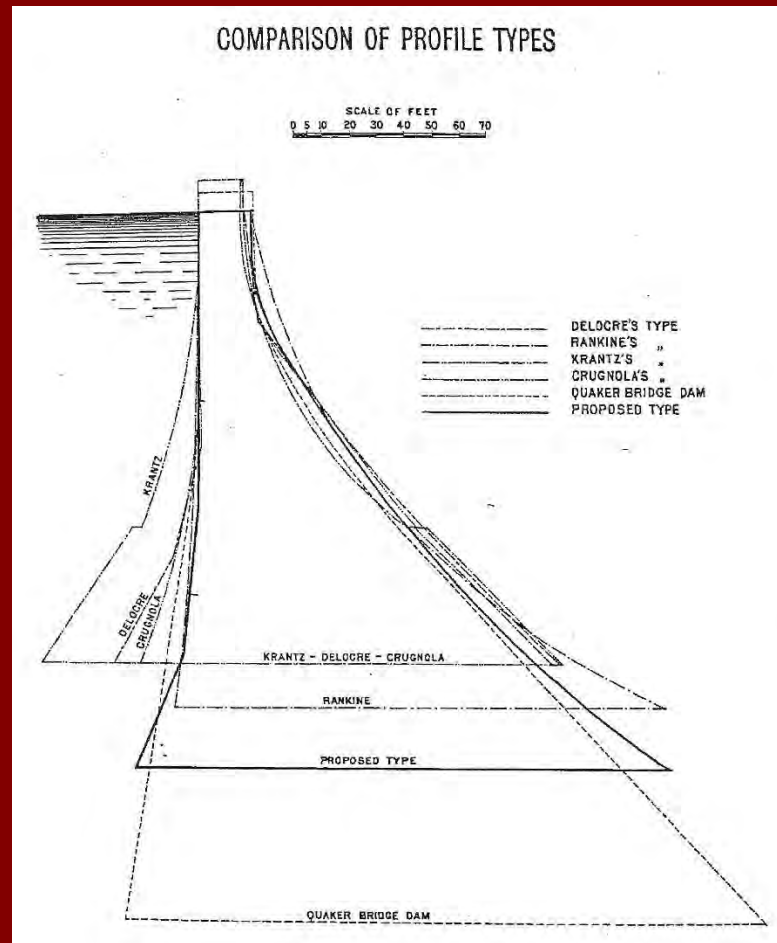 COMPARISON OF PROFILE TYPES
SCALE OF FEET
0 5 10 20 30 40 50 60 70
DELOCRE'S TYPE
RANKINE'S „
KRANTZ'S "
CRUGNOLA'S „
QUAKER BRIDGE DAM
PROPOSED TYPE
KRANTZ
DELOCRE
CRUGNOLA
KRANTZ - DELOCRE - CRUGNOLA
RANKINE
PROPOSED TYPE
QUAKER BRIDGE DAM